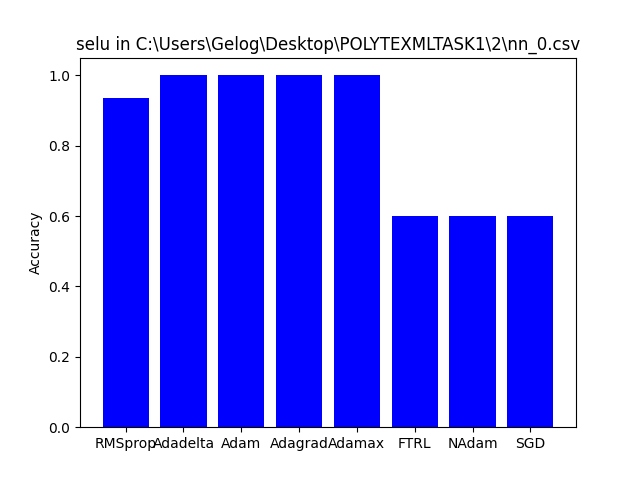 selu in C:\Users\Gelog\Desktop\POLYTEXMLTASK1\2\nn_0.csv
1.0
0.8
0.6
0.4
0.2
0.0
Accuracy
RMSprop Adadelta Adam Adagrad Adamax FTRL NAdam SGD